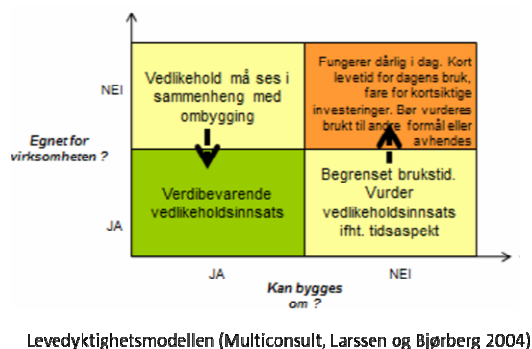 NEI
Vedlikehold må ses i
sammenheng med
ombygging
Fungerer dårlig i dag. Kort
levetid for dagens bruk,
fare for kortsiktige
investeringer. Bør vurderes
brukt til andre formål eller
avhendes
Egnet for
virksomheten ?
Verdibevarende
vedlikeholdsinnsats
Begrenset brukstid.
Vurder
vedlikeholdsinnsats
ifht. tidsaspekt
JA
JA
NEI
Kan bygges
om ?
Levedyktighetsmodellen (Multiconsult, Larssen og Bjørberg 2004)